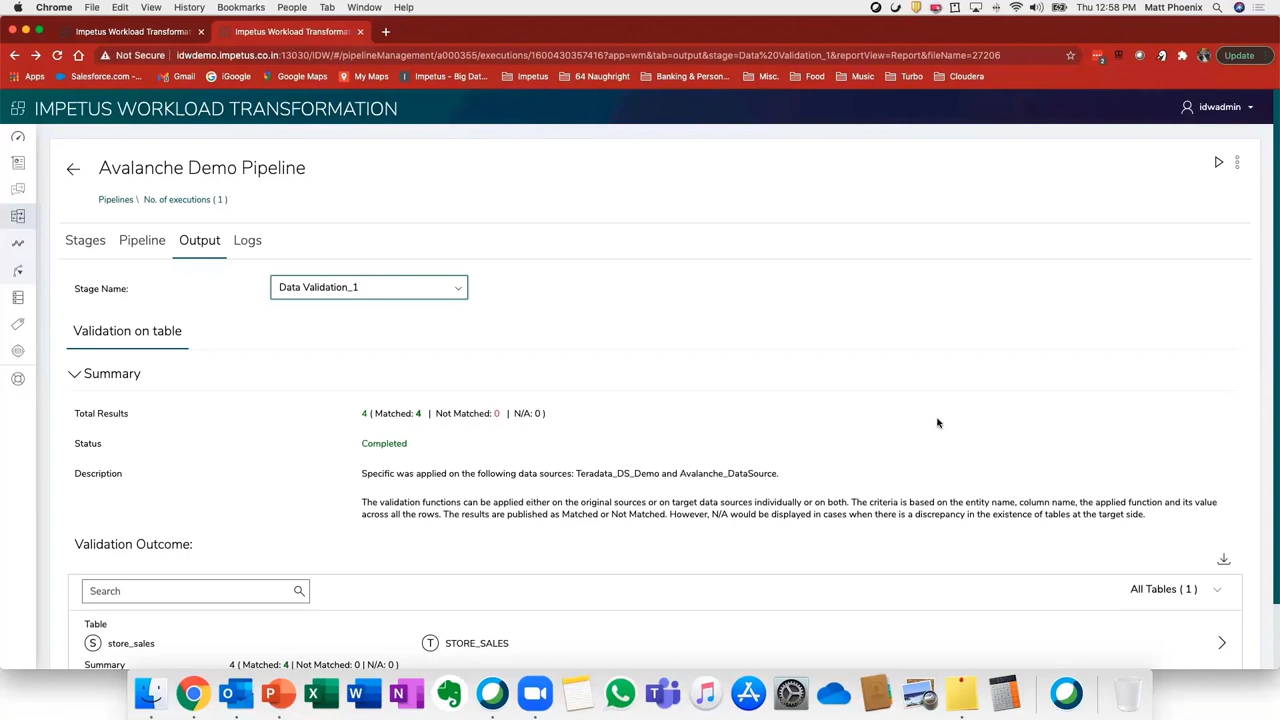 Chrome File Edit View History Bookmarks People Tab Window Help Thu 12:58 PM Matt Phoenix
Impetus Workload Transformat × Impetus Workload Transformat × +
Not Secure idwdemo.impetus.co.in:13030/IDW/#/pipelineManagement/a000355/executions/1600430357416?app=wm&tab=output&stage=Data%20Validation_1&reportView=Report&fileName=27206 2 Update
Apps Salesforce.com -... Gmail iGoogle Google Maps My Maps Impetus - Big Dat... Impetus 64 Naughright Banking & Person... Misc. Food Music Turbo Cloudera
IMPETUS WORKLOAD TRANSFORMATION idwadmin
Avalanche Demo Pipeline
Pipelines \ No. of executions ( 1 )
Stages Pipeline Output Logs
Stage Name: Data Validation_1
Validation on table
Summary
Total Results 4 ( Matched: 4 | Not Matched: 0 | N/A: 0 )
Status Completed
Description Specific was applied on the following data sources: Teradata_DS_Demo and Avalanche_DataSource.
The validation functions can be applied either on the original sources or on target data sources individually or on both. The criteria is based on the entity name, column name, the applied function and its value
across all the rows. The results are published as Matched or Not Matched. However, N/A would be displayed in cases when there is a discrepancy in the existence of tables at the target side.
Validation Outcome:
Search All Tables ( 1 )
Table
S store_sales T STORE_SALES
Summary 4 ( Matched: 4 | Not Matched: 0 | N/A: 0 )